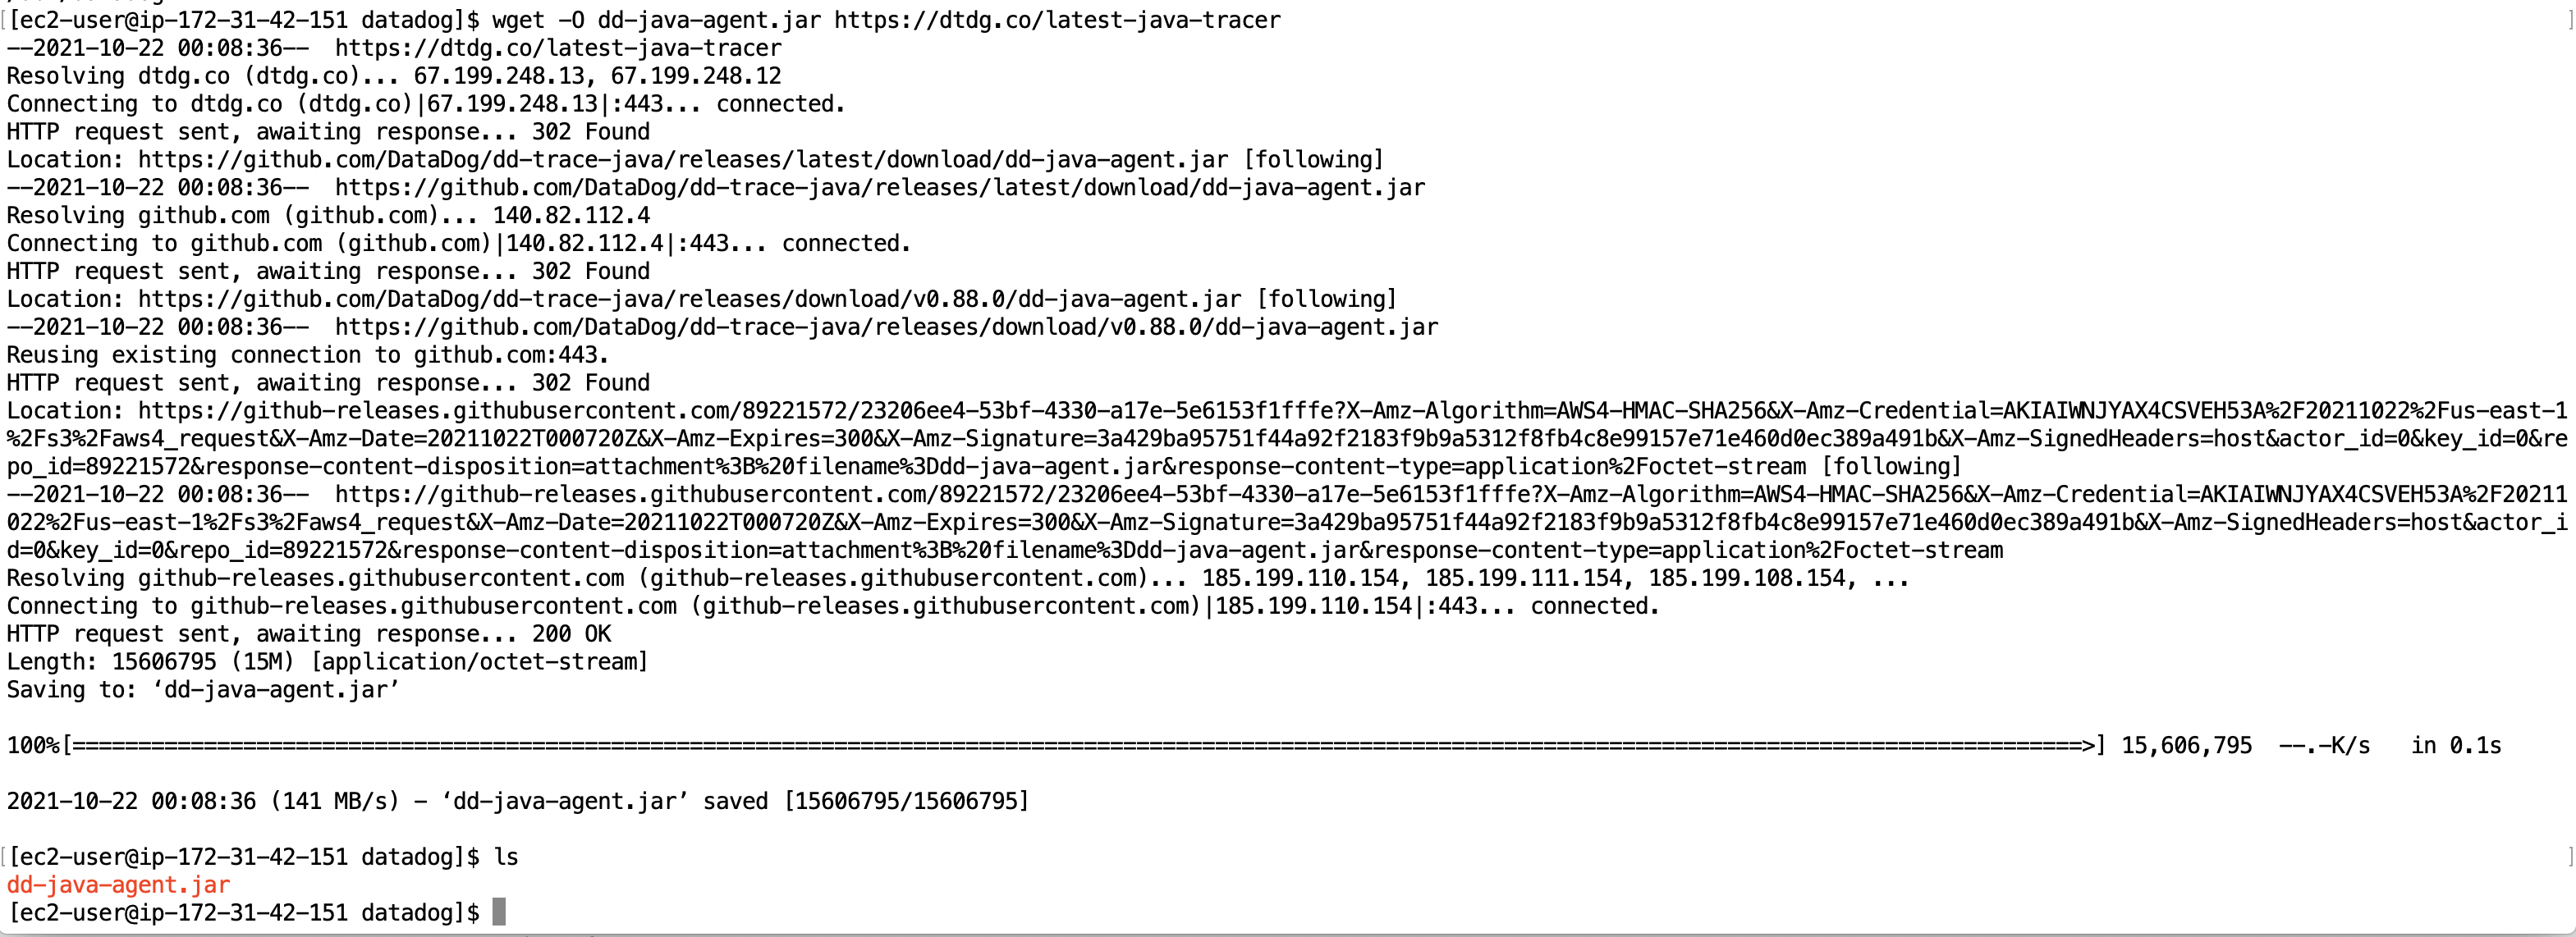 [ec2-user@ip-172-31-42-151 datadog]$ wget -O dd-java-agent.jar https://dtdg.co/latest-java-tracer
--2021-10-22 00:08:36--  https://dtdg.co/latest-java-tracer
Resolving dtdg.co (dtdg.co)... 67.199.248.13, 67.199.248.12
Connecting to dtdg.co (dtdg.co)|67.199.248.13|:443... connected.
HTTP request sent, awaiting response... 302 Found
Location: https://github.com/DataDog/dd-trace-java/releases/latest/download/dd-java-agent.jar [following]
--2021-10-22 00:08:36--  https://github.com/DataDog/dd-trace-java/releases/latest/download/dd-java-agent.jar
Resolving github.com (github.com)... 140.82.112.4
Connecting to github.com (github.com)|140.82.112.4|:443... connected.
HTTP request sent, awaiting response... 302 Found
Location: https://github.com/DataDog/dd-trace-java/releases/download/v0.88.0/dd-java-agent.jar [following]
--2021-10-22 00:08:36--  https://github.com/DataDog/dd-trace-java/releases/download/v0.88.0/dd-java-agent.jar
Reusing existing connection to github.com:443.
HTTP request sent, awaiting response... 302 Found
Location: https://github-releases.githubusercontent.com/89221572/23206ee4-53bf-4330-a17e-5e6153f1fffe?X-Amz-Algorithm=AWS4-HMAC-SHA256&X-Amz-Credential=AKIAIWNJYAX4CSVEH53A%2F20211022%2Fus-east-1
%2Fs3%2Faws4_request&X-Amz-Date=20211022T000720Z&X-Amz-Expires=300&X-Amz-Signature=3a429ba95751f44a92f2183f9b9a5312f8fb4c8e99157e71e460d0ec389a491b&X-Amz-SignedHeaders=host&actor_id=0&key_id=0&re
po_id=89221572&response-content-disposition=attachment%3B%20filename%3Ddd-java-agent.jar&response-content-type=application%2Foctet-stream [following]
--2021-10-22 00:08:36--  https://github-releases.githubusercontent.com/89221572/23206ee4-53bf-4330-a17e-5e6153f1fffe?X-Amz-Algorithm=AWS4-HMAC-SHA256&X-Amz-Credential=AKIAIWNJYAX4CSVEH53A%2F20211
022%2Fus-east-1%2Fs3%2Faws4_request&X-Amz-Date=20211022T000720Z&X-Amz-Expires=300&X-Amz-Signature=3a429ba95751f44a92f2183f9b9a5312f8fb4c8e99157e71e460d0ec389a491b&X-Amz-SignedHeaders=host&actor_i
d=0&key_id=0&repo_id=89221572&response-content-disposition=attachment%3B%20filename%3Ddd-java-agent.jar&response-content-type=application%2Foctet-stream
Resolving github-releases.githubusercontent.com (github-releases.githubusercontent.com)... 185.199.110.154, 185.199.111.154, 185.199.108.154, ...
Connecting to github-releases.githubusercontent.com (github-releases.githubusercontent.com)|185.199.110.154|:443... connected.
HTTP request sent, awaiting response... 200 OK
Length: 15606795 (15M) [application/octet-stream]
Saving to: ‘dd-java-agent.jar’
100%[=========================================================================================================================================================>] 15,606,795  --.-K/s   in 0.1s
2021-10-22 00:08:36 (141 MB/s) - ‘dd-java-agent.jar’ saved [15606795/15606795]
[ec2-user@ip-172-31-42-151 datadog]$ ls
dd-java-agent.jar
[ec2-user@ip-172-31-42-151 datadog]$